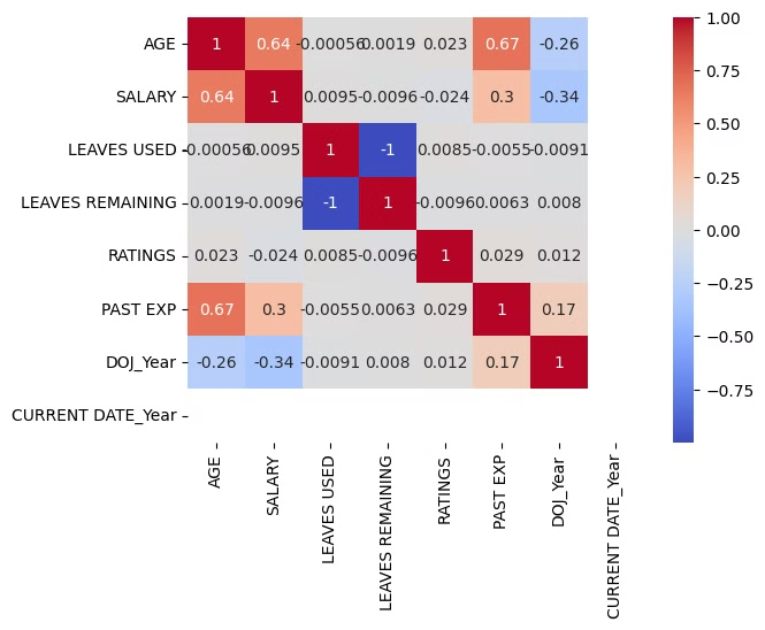 AGE 1 0.64 -0.00056 0.0019 0.023 0.67 -0.26
SALARY 0.64 1 0.0095 -0.0096 -0.024 0.3 -0.34
LEAVES USED -0.00056 0.0095 1 -1 0.0085 -0.0055 -0.0091
LEAVES REMAINING 0.0019 -0.0096 -1 1 -0.0096 0.0063 0.008
RATINGS 0.023 -0.024 0.0085 -0.0096 1 0.029 0.012
PAST EXP 0.67 0.3 -0.0055 0.0063 0.029 1 0.17
DOJ_Year -0.26 -0.34 -0.0091 0.008 0.012 0.17 1
CURRENT DATE_Year
AGE
SALARY
LEAVES USED
LEAVES REMAINING
RATINGS
PAST EXP
DOJ_Year
CURRENT DATE_Year
1.00
0.75
0.50
0.25
0.00
−0.25
−0.50
−0.75